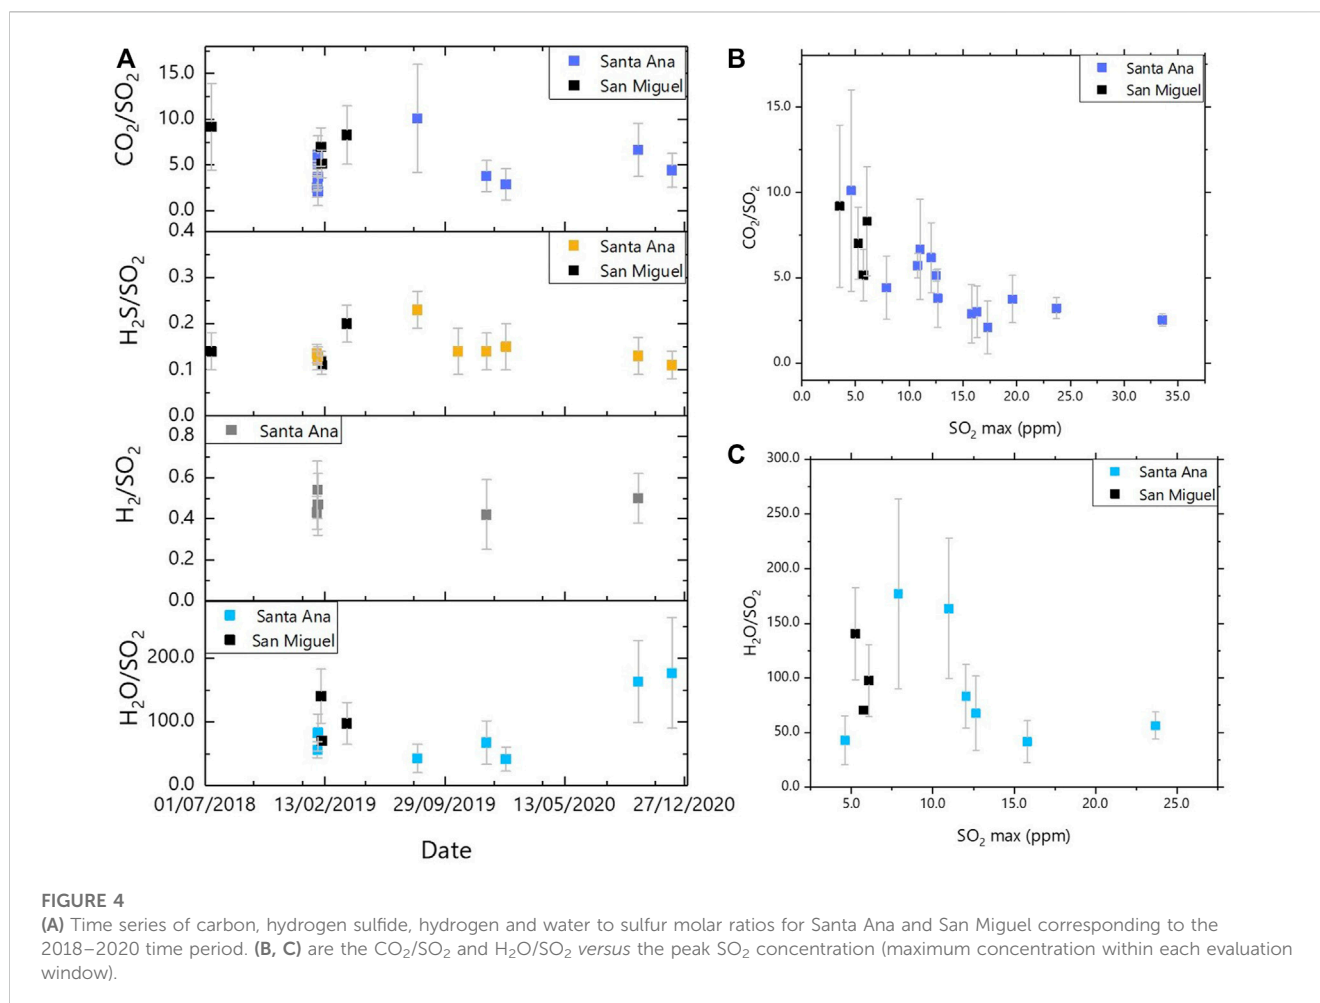 A
CO2/SO2
15.0
10.0
5.0
0.0
Santa Ana
San Miguel
H2S/SO2
0.4
0.3
0.2
0.1
0.0
Santa Ana
San Miguel
H2/SO2
0.8
0.6
0.4
0.2
0.0
Santa Ana
H2O/SO2
200.0
100.0
0.0
Santa Ana
San Miguel
01/07/2018 13/02/2019 29/09/2019 13/05/2020 27/12/2020
Date
B
CO2/SO2
15.0
10.0
5.0
0.0
Santa Ana
San Miguel
0.0 5.0 10.0 15.0 20.0 25.0 30.0 35.0
SO2 max (ppm)
C
H2O/SO2
300.0
250.0
200.0
150.0
100.0
50.0
0.0
Santa Ana
San Miguel
5.0 10.0 15.0 20.0 25.0
SO2 max (ppm)
FIGURE 4
(A) Time series of carbon, hydrogen sulfide, hydrogen and water to sulfur molar ratios for Santa Ana and San Miguel corresponding to the
2018–2020 time period. (B, C) are the CO2/SO2 and H2O/SO2 versus the peak SO2 concentration (maximum concentration within each evaluation
window).